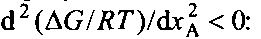 d² (ΔG/RT)/dx_A² < 0: